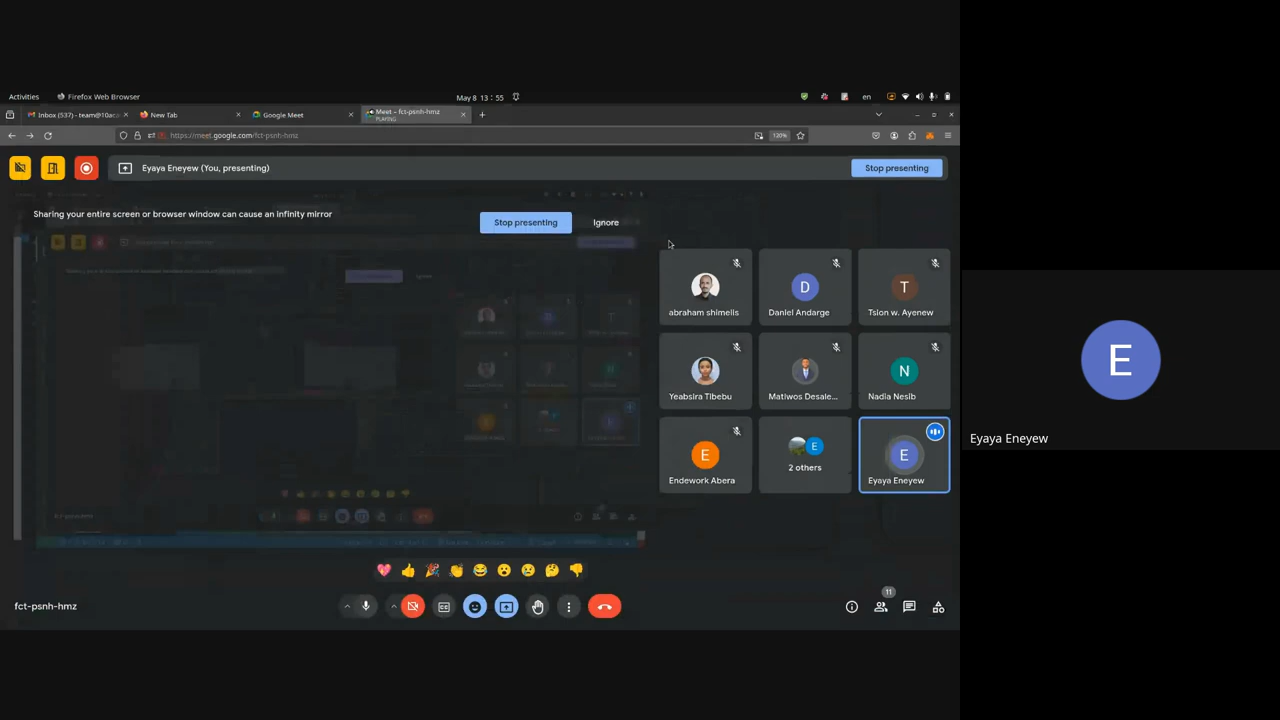 Activities
Firefox Web Browser
May 8 13 : 55
en
Inbox (537) - team@10ac
New Tab
Google Meet
Meet – fct-psnh-hmz
PLAYING
https://meet.google.com/fct-psnh-hmz
120%
Eyaya Eneyew (You, presenting)
Stop presenting
Sharing your entire screen or browser window can cause an infinity mirror
Stop presenting
Ignore
abraham shimelis
D
Daniel Andarge
T
Tsion w. Ayenew
Yeabsira Tibebu
Matiwos Desale...
N
Nadia Nesib
E
Endework Abera
E
2 others
E
Eyaya Eneyew
E
Eyaya Eneyew
fct-psnh-hmz
11